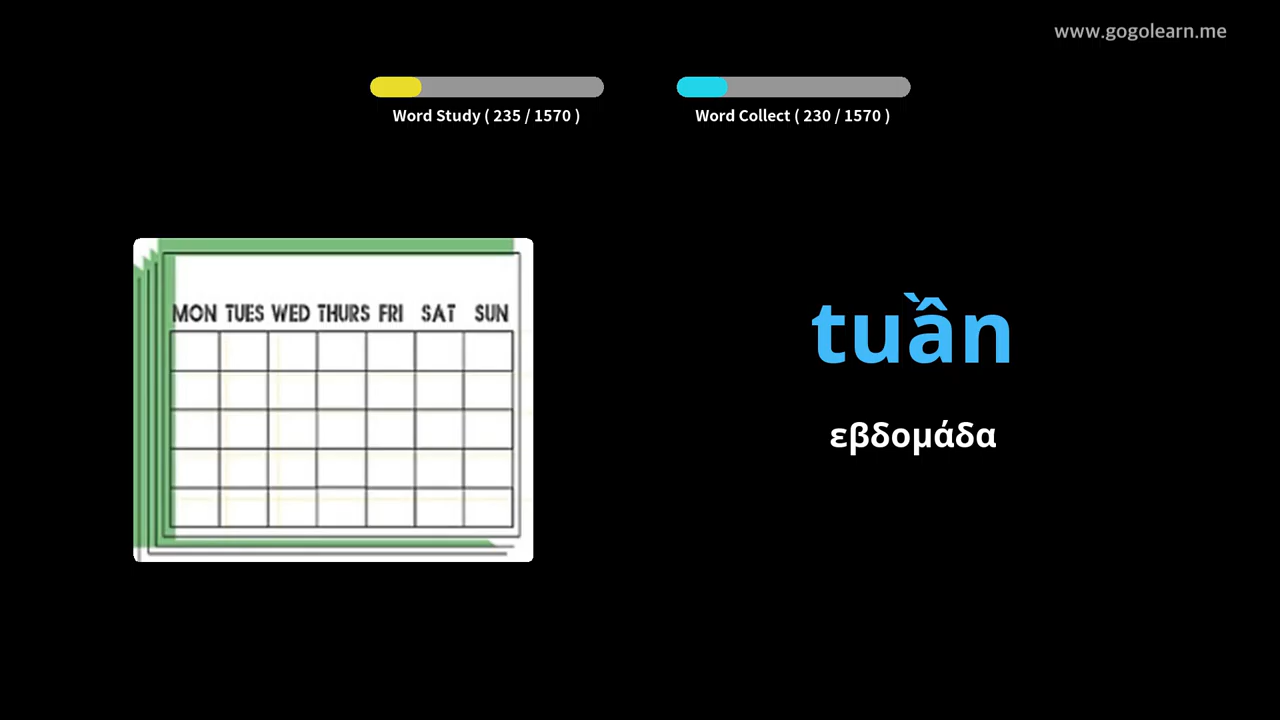 www.gogolearn.me
Word Study ( 235 / 1570 )
Word Collect ( 230 / 1570 )
MON TUES WED THURS FRI SAT SUN
tuần
εβδομάδα